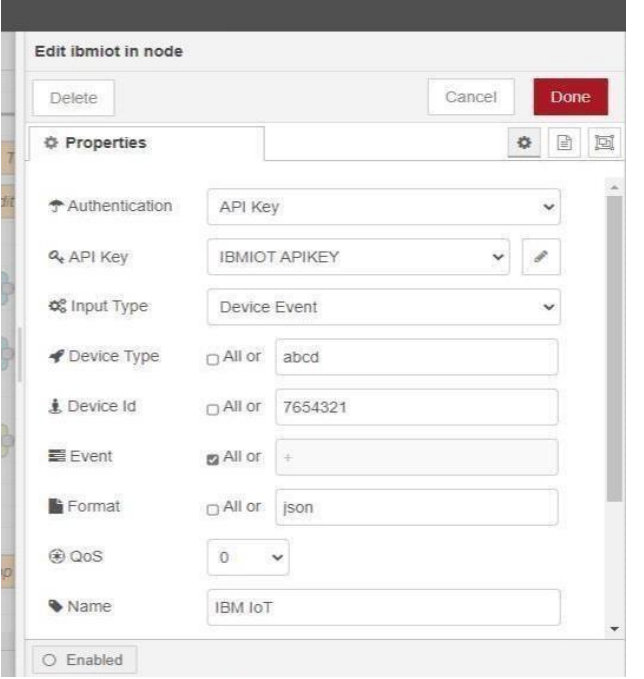 Edit ibmiot in node
Delete
Cancel
Done
Properties
Authentication
API Key
API Key
IBMIOT APIKEY
Input Type
Device Event
Device Type
All or
abcd
Device Id
All or
7654321
Event
All or
+
Format
All or
json
QoS
0
Name
IBM IoT
Enabled